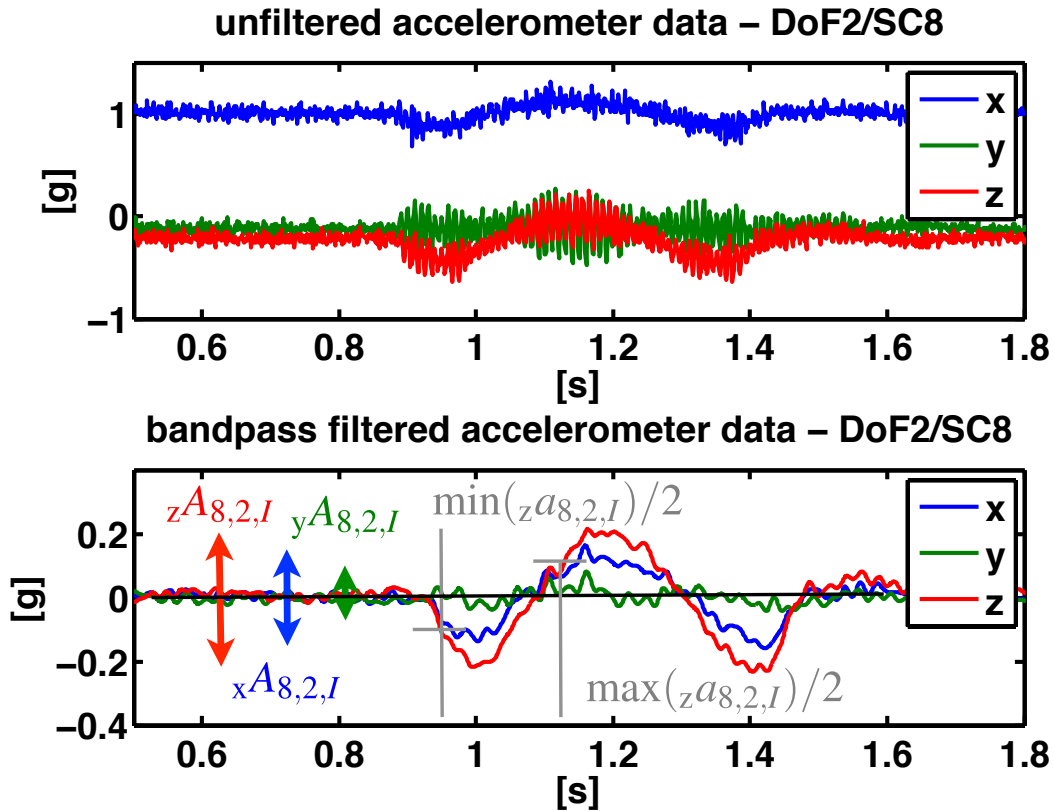 unfiltered accelerometer data – DoF2/SC8
[g]
1
0
−1
x
y
z
0.6 0.8 1 1.2 1.4 1.6 1.8
[s]
bandpass filtered accelerometer data – DoF2/SC8
[g]
0.2
0
−0.2
−0.4
zA8,2,I
yA8,2,I
xA8,2,I
min(za8,2,I)/2
max(za8,2,I)/2
x
y
z
0.6 0.8 1 1.2 1.4 1.6 1.8
[s]